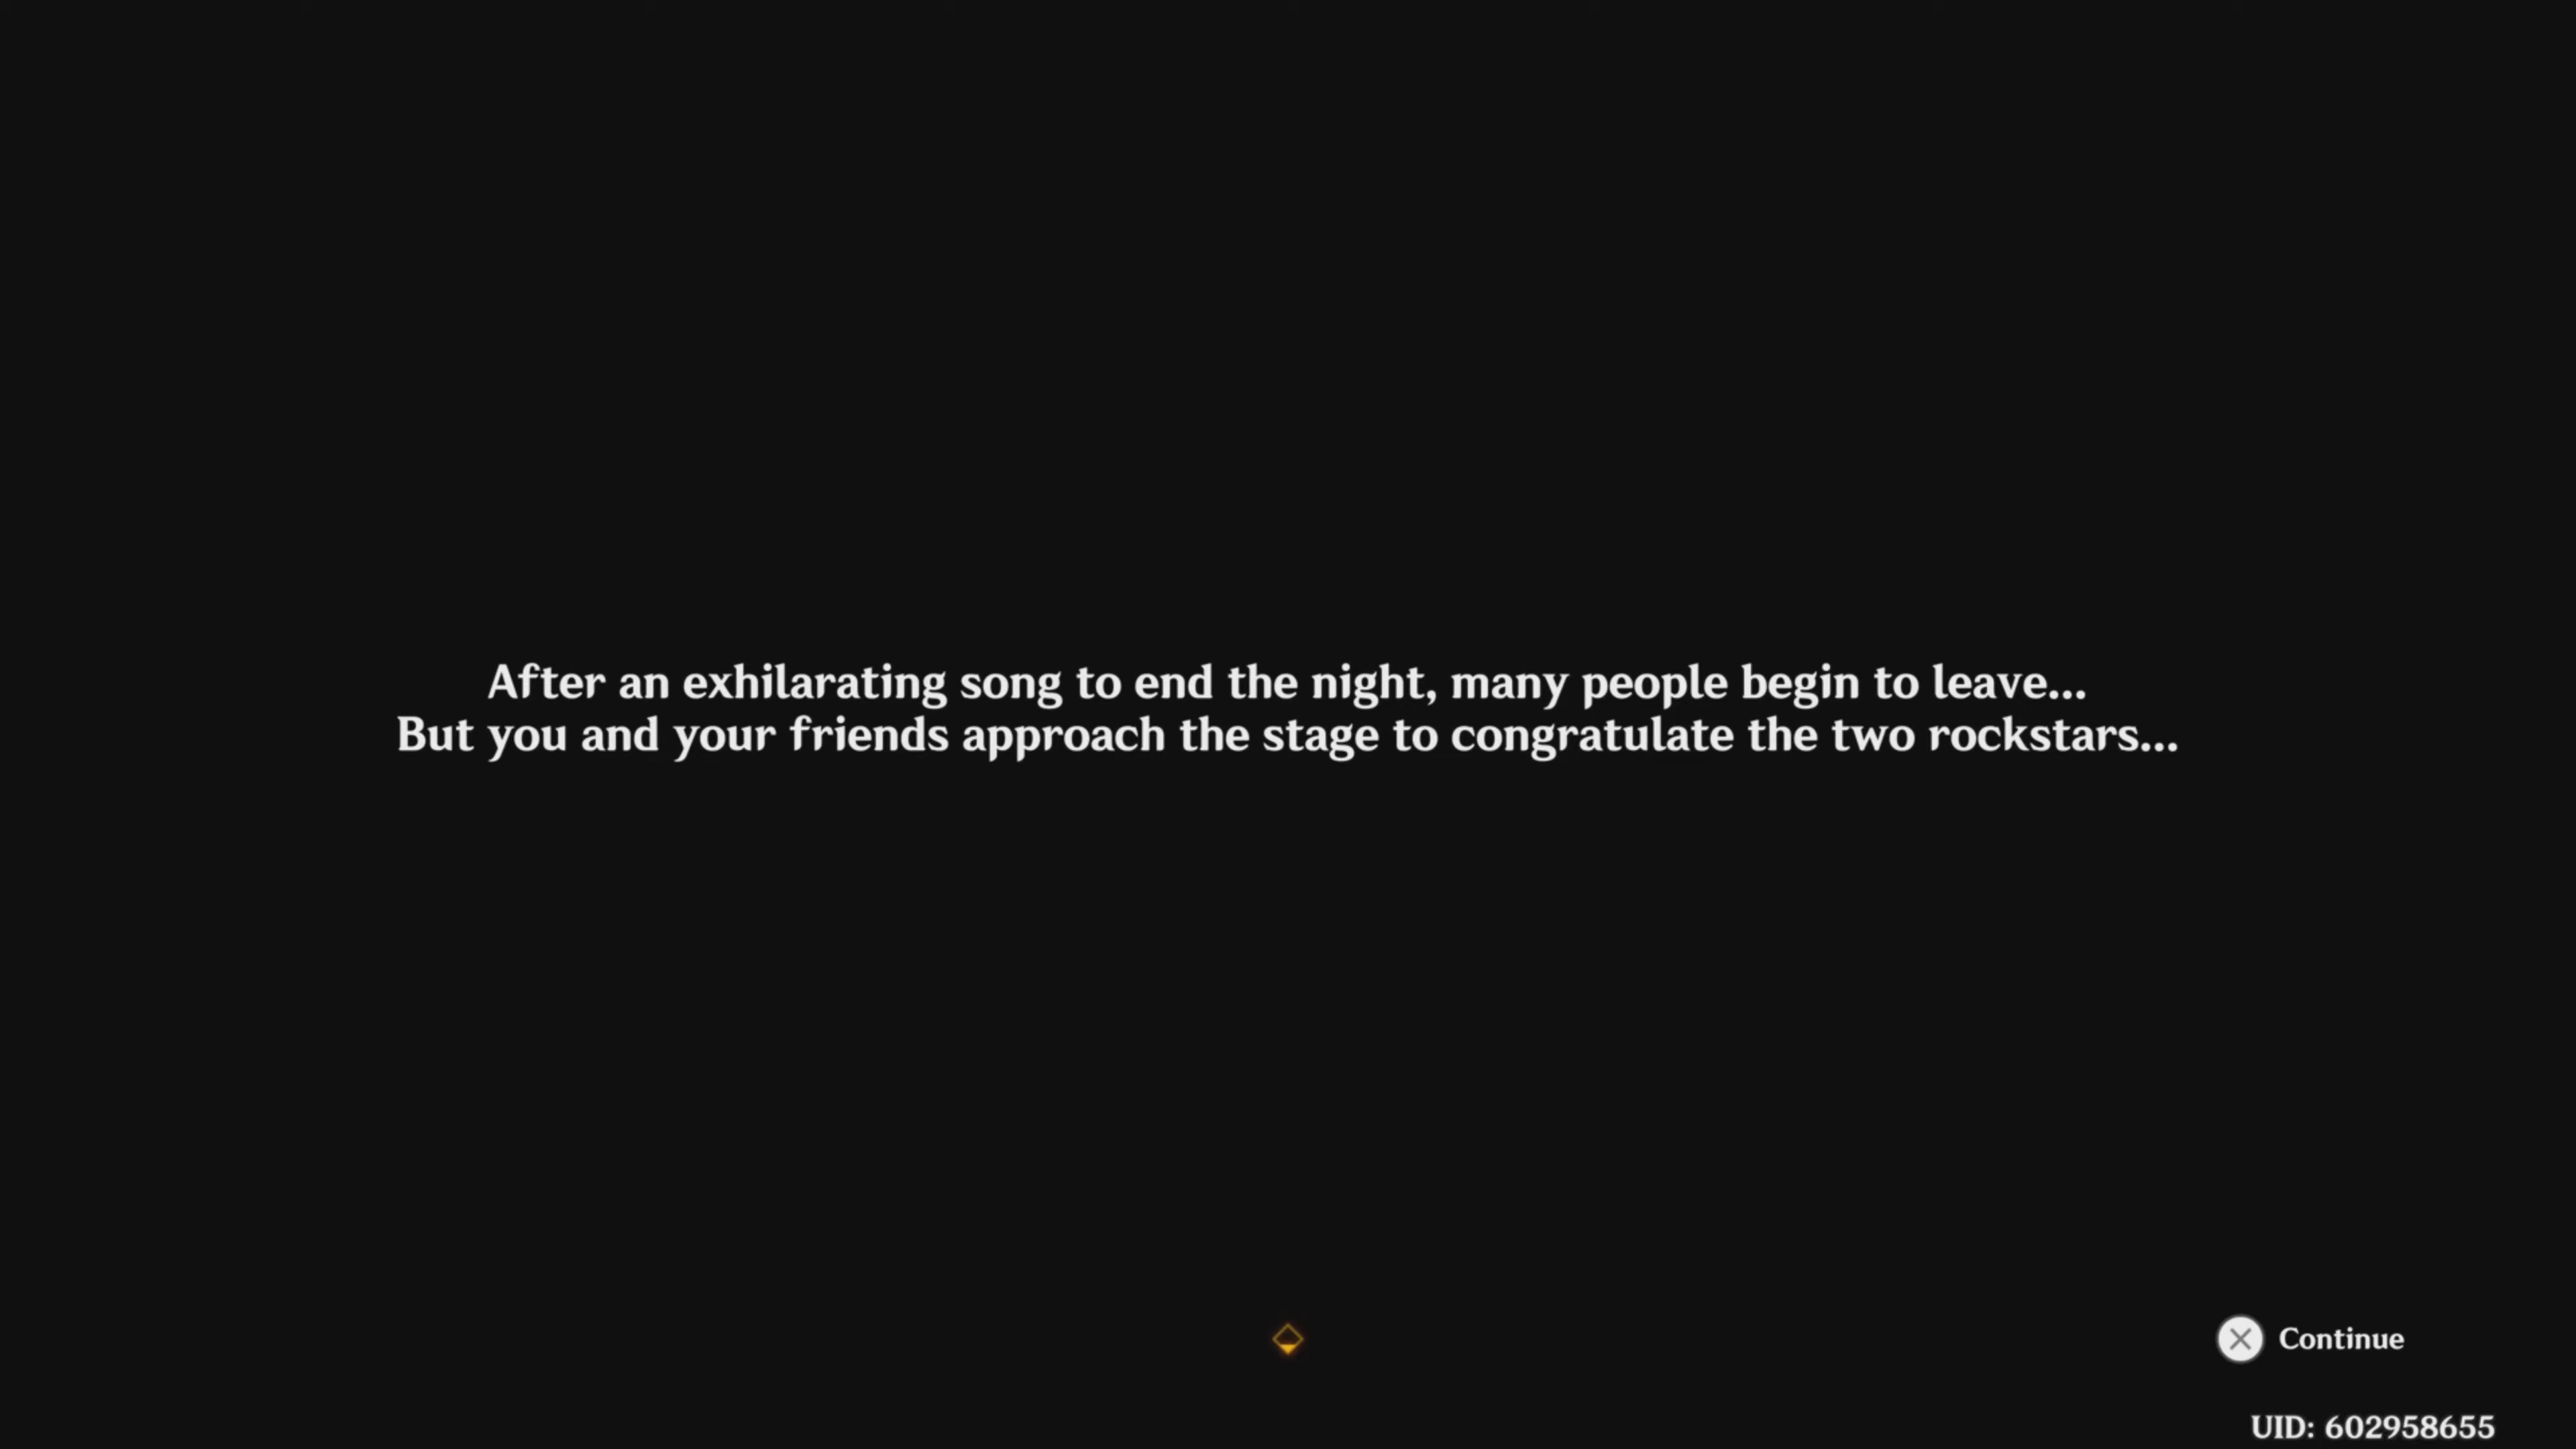 After an exhilarating song to end the night, many people begin to leave...
But you and your friends approach the stage to congratulate the two rockstars...
Continue
UID: 602958655